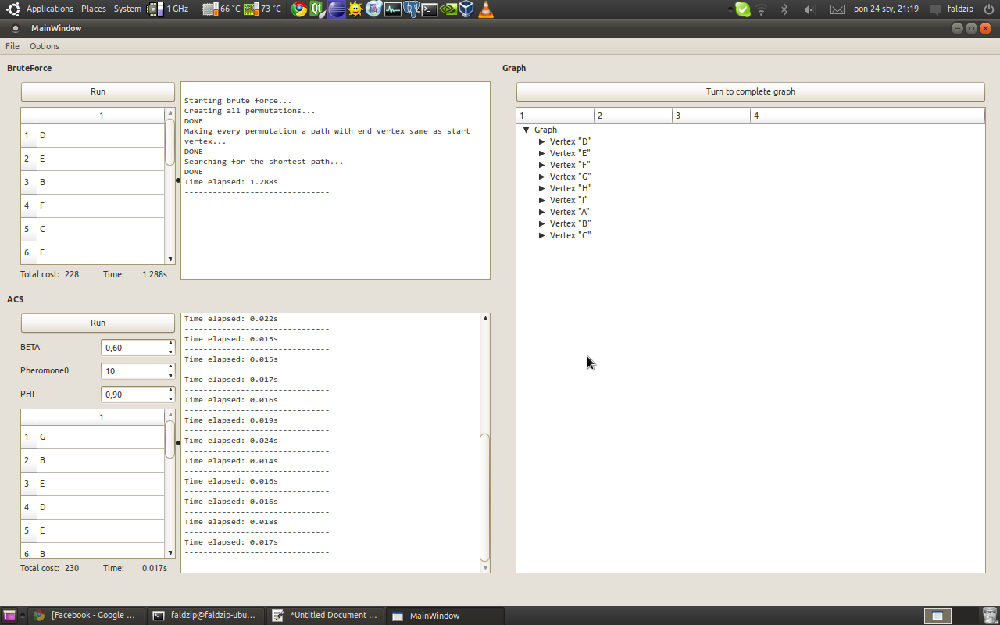 Applications Places System 1 GHz 66 °C 73 °C pon 24 sty, 21:19 faldzip
MainWindow
File Options
BruteForce
Run
1
1 D
2 E
3 B
4 F
5 C
6 F
Total cost: 228 Time: 1.288s
-------------------------------
Starting brute force...
Creating all permutations...
DONE
Making every permutation a path with end vertex same as start
vertex...
DONE
Searching for the shortest path...
DONE
Time elapsed: 1.288s
-------------------------------
ACS
Run
BETA 0,60
Pheromone0 10
PHI 0,90
1
1 G
2 B
3 E
4 D
5 E
6 B
Total cost: 230 Time: 0.017s
Time elapsed: 0.022s
-------------------------------
Time elapsed: 0.015s
-------------------------------
Time elapsed: 0.015s
-------------------------------
Time elapsed: 0.017s
-------------------------------
Time elapsed: 0.016s
-------------------------------
Time elapsed: 0.019s
-------------------------------
Time elapsed: 0.024s
-------------------------------
Time elapsed: 0.014s
-------------------------------
Time elapsed: 0.016s
-------------------------------
Time elapsed: 0.016s
-------------------------------
Time elapsed: 0.018s
-------------------------------
Time elapsed: 0.017s
-------------------------------
Graph
Turn to complete graph
1 2 3 4
Graph
Vertex "D"
Vertex "E"
Vertex "F"
Vertex "G"
Vertex "H"
Vertex "I"
Vertex "A"
Vertex "B"
Vertex "C"
[Facebook - Google ... faldzip@faldzip-ubu... *Untitled Document ... MainWindow